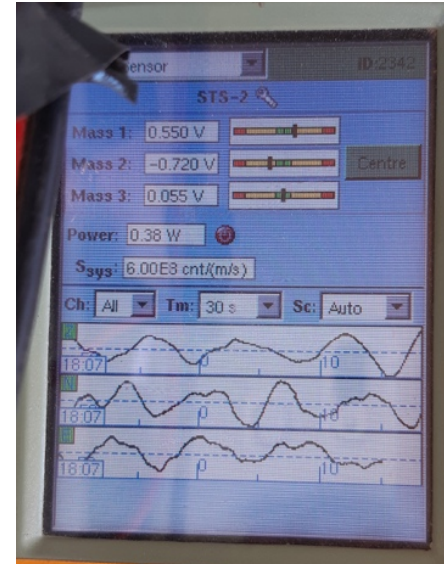 ensor ID:2342
STS-2
Mass 1: 0.550 V
Mass 2: -0.720 V Centre
Mass 3: 0.055 V
Power: 0.38 W
Ssys: 6.00E8 cnt/(m/s)
Ch: All Tm: 30 s Sc: Auto
Z
18:07 0 10
N
18:07 0 10
E
18:07 0 10